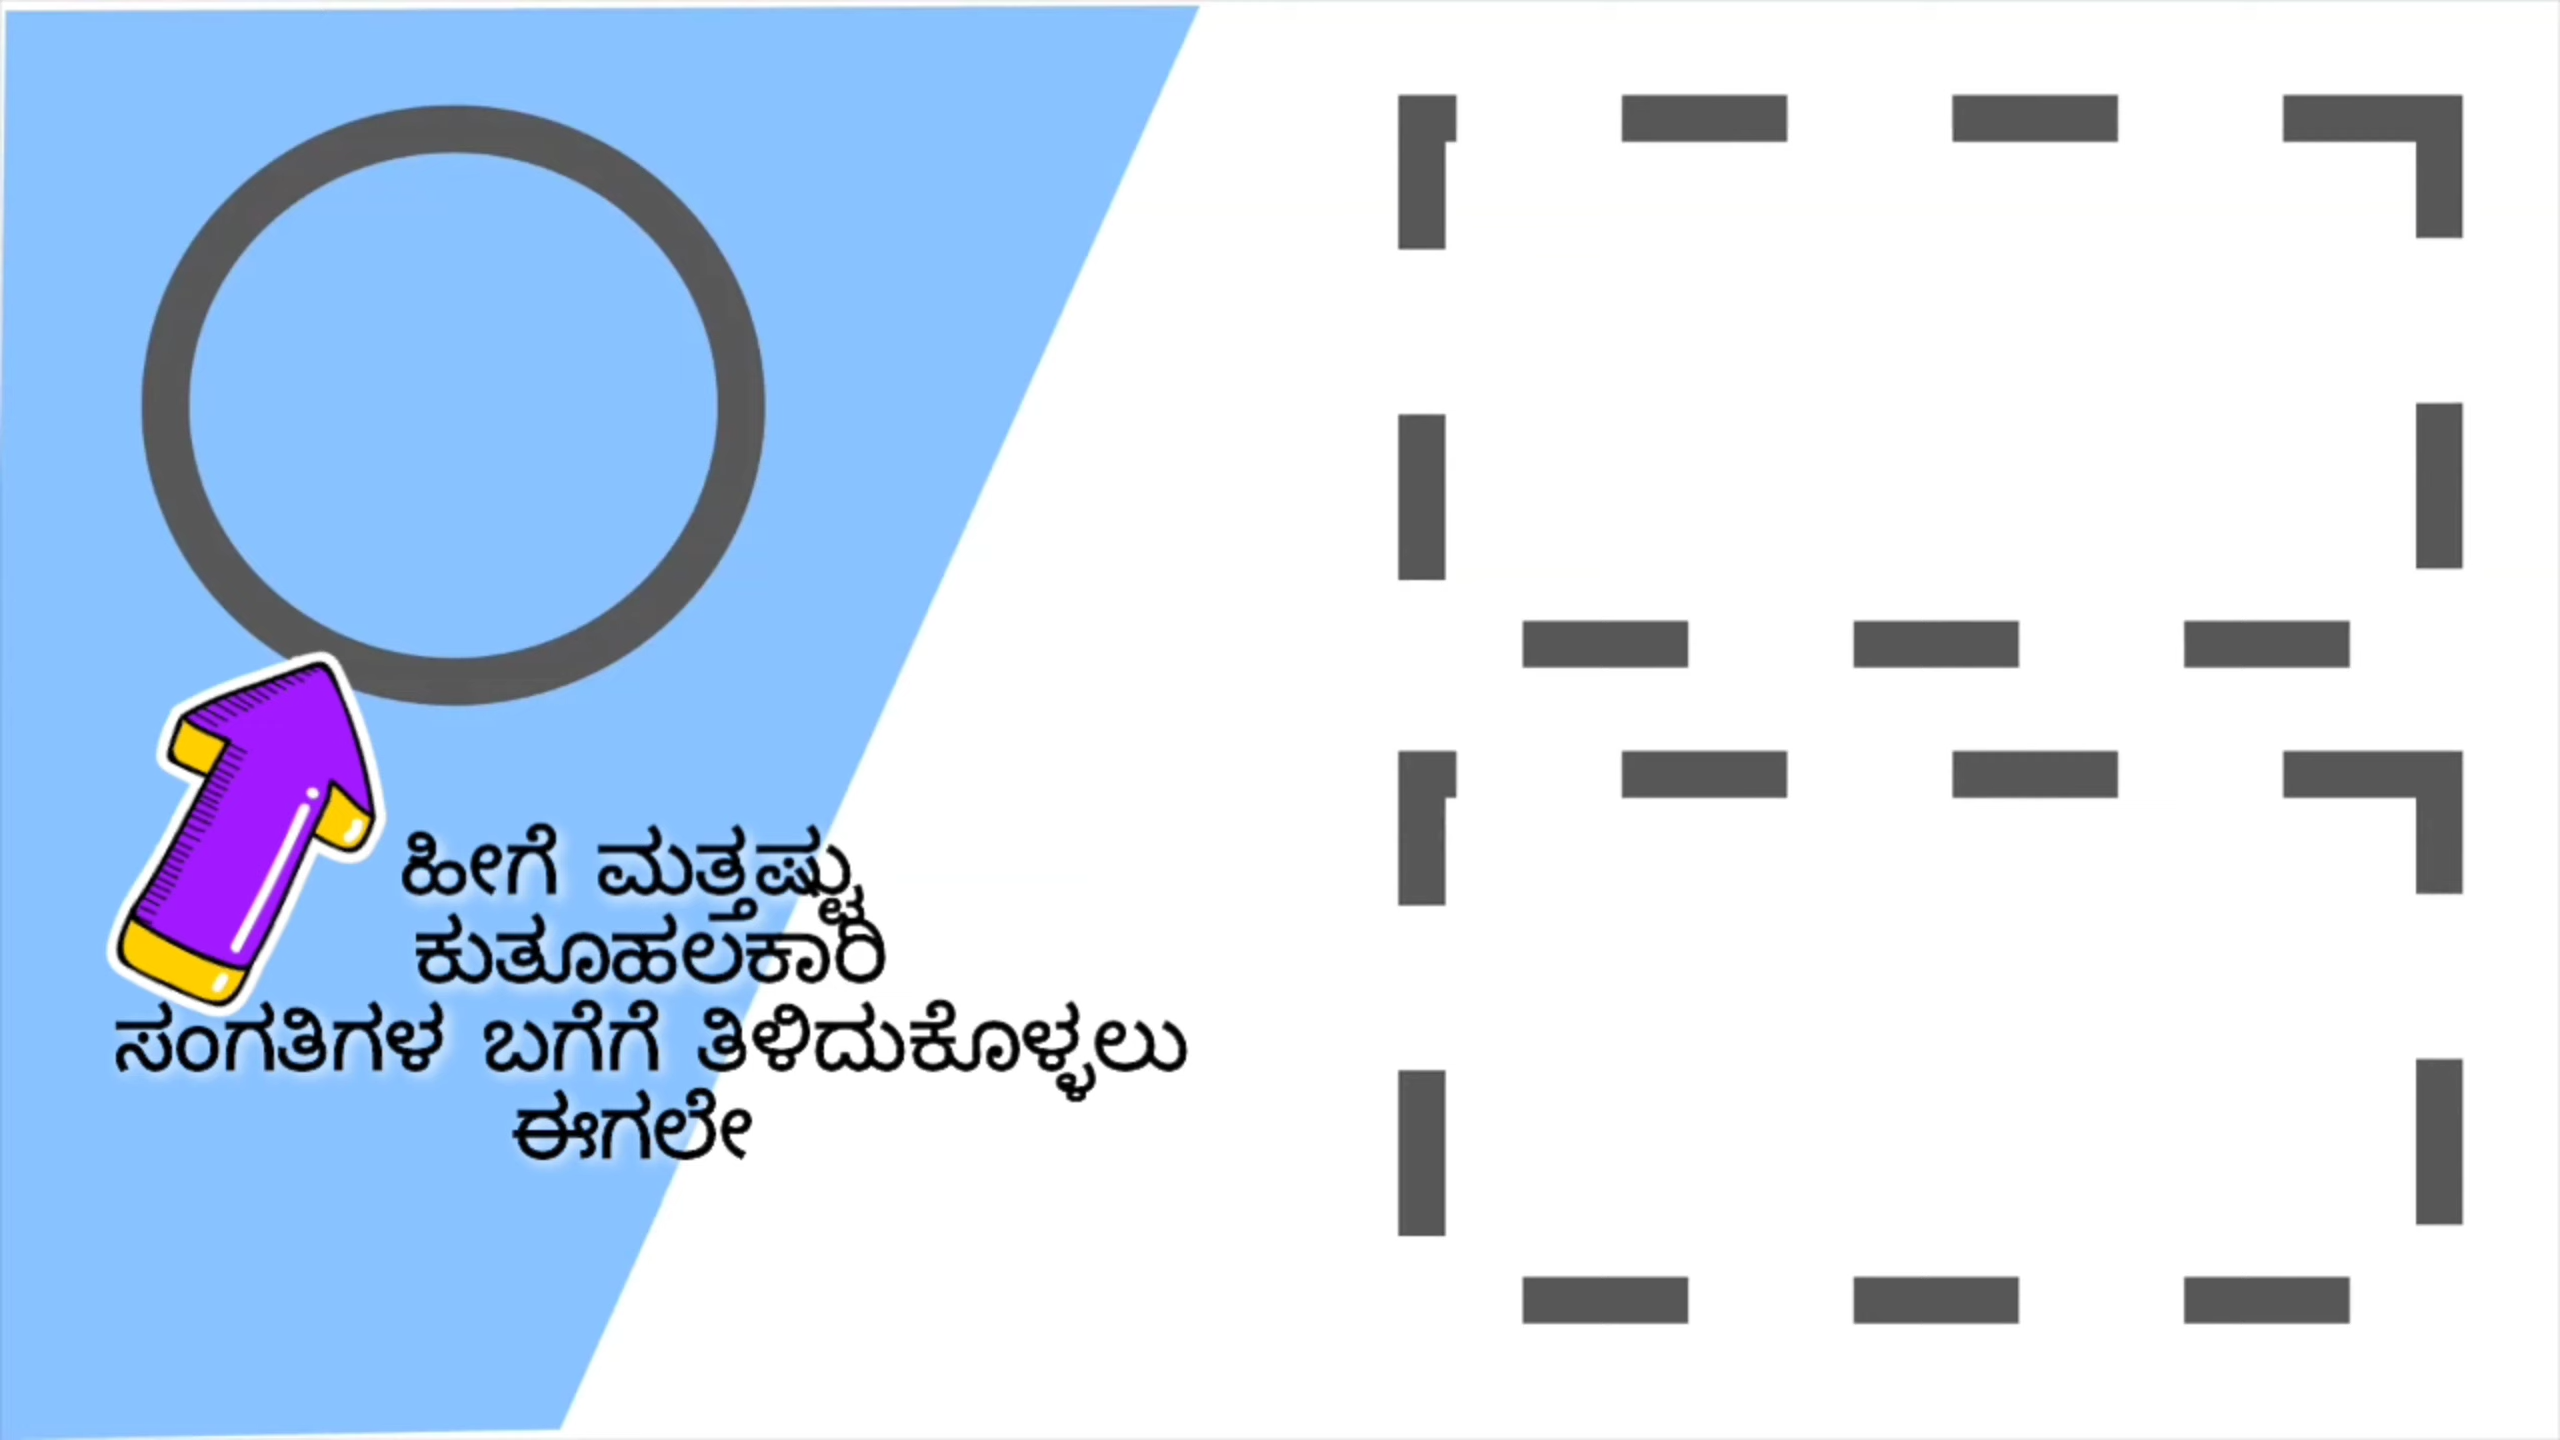 ಹೀಗೆ ಮತ್ತಷ್ಟು
ಕುತೂಹಲಕಾರಿ
ಸಂಗತಿಗಳ ಬಗೆಗೆ ತಿಳಿದುಕೊಳ್ಳಲು
ಈಗಲೇ